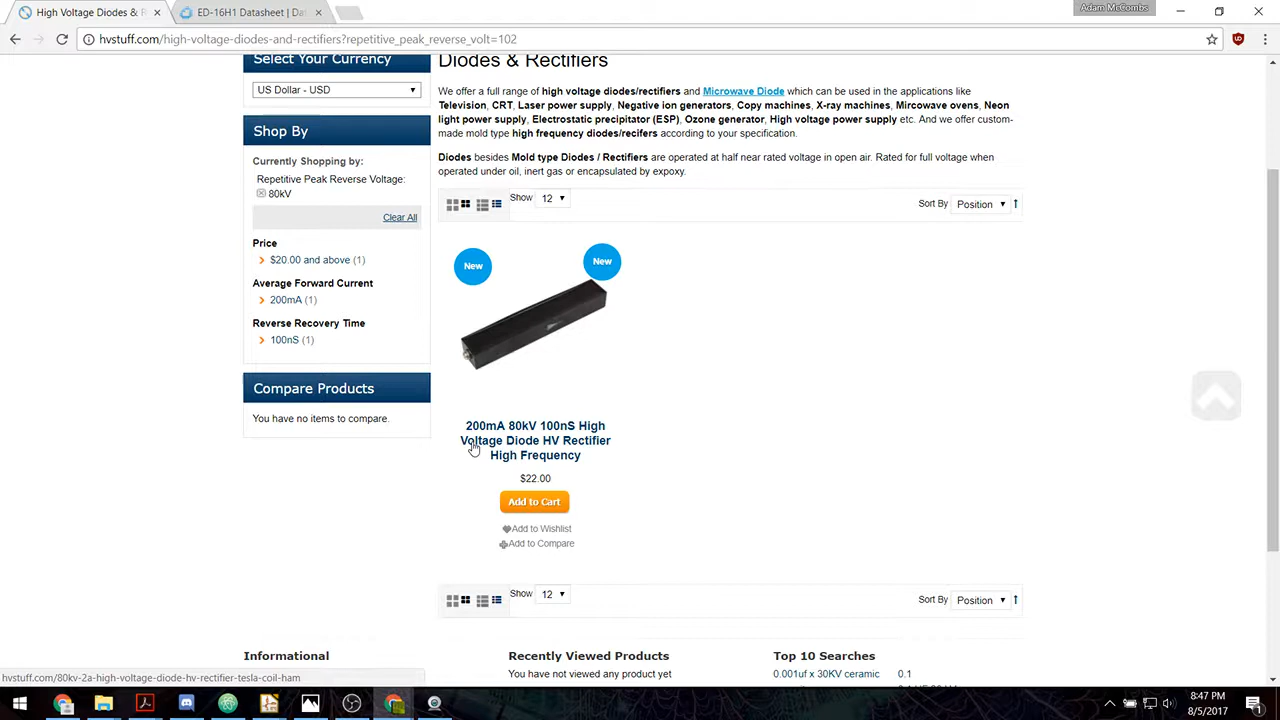 High Voltage Diodes & R
ED-16H1 Datasheet | Dat
Adam McCombs
hvstuff.com/high-voltage-diodes-and-rectifiers?repetitive_peak_reverse_volt=102
Select Your Currency
US Dollar - USD
Shop By
Currently Shopping by:
Repetitive Peak Reverse Voltage:
80kV
Clear All
Price
$20.00 and above (1)
Average Forward Current
200mA (1)
Reverse Recovery Time
100nS (1)
Compare Products
You have no items to compare.
Diodes & Rectifiers
We offer a full range of high voltage diodes/rectifiers and Microwave Diode which can be used in the applications like
Television, CRT, Laser power supply, Negative ion generators, Copy machines, X-ray machines, Mircowave ovens, Neon
light power supply, Electrostatic precipitator (ESP), Ozone generator, High voltage power supply etc. And we offer custom-
made mold type high frequency diodes/recifers according to your specification.
Diodes besides Mold type Diodes / Rectifiers are operated at half near rated voltage in open air. Rated for full voltage when
operated under oil, inert gas or encapsulated by expoxy.
Show 12
Sort By Position
New
New
200mA 80kV 100nS High
Voltage Diode HV Rectifier
High Frequency
$22.00
Add to Cart
Add to Wishlist
Add to Compare
Show 12
Sort By Position
Informational
Recently Viewed Products
You have not viewed any product yet
Top 10 Searches
0.001uf x 30KV ceramic 0.1
hvstuff.com/80kv-2a-high-voltage-diode-hv-rectifier-tesla-coil-ham
8:47 PM
8/5/2017